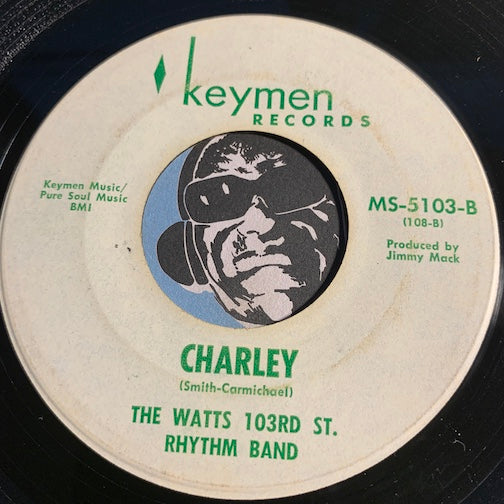 keymen
RECORDS
Keymen Music/
Pure Soul Music
BMI
MS-5103-B
(108-B)
Produced by
Jimmy Mack
CHARLEY
(Smith-Carmichael)
THE WATTS 103RD ST.
RHYTHM BAND